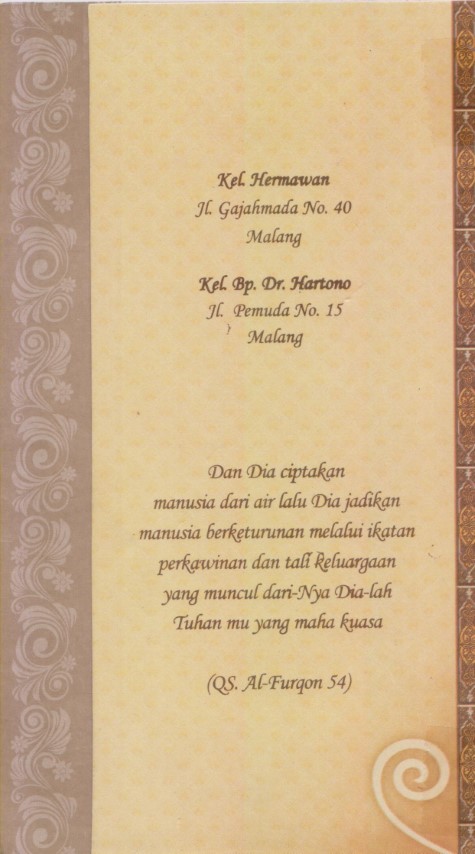 Kel. Hermawan
Jl. Gajahmada No. 40
Malang
Kel. Bp. Dr. Hartono
Jl. Pemuda No. 15
Malang
Dan Dia ciptakan
manusia dari air lalu Dia jadikan
manusia berketurunan melalui ikatan
perkawinan dan tali keluargaan
yang muncul dari-Nya Dia-lah
Tuhan mu yang maha kuasa
(QS. Al-Furqon 54)